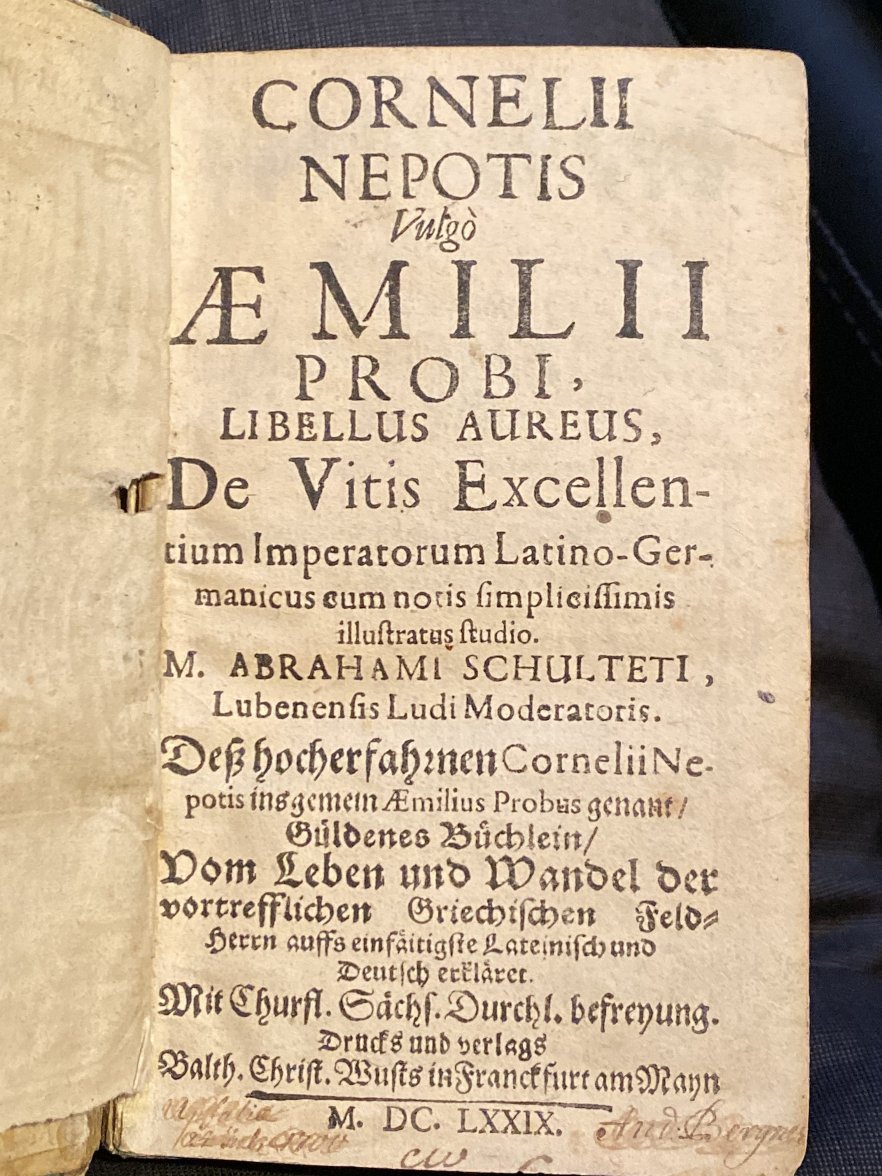 CORNELII
NEPOTIS
Vulgò
ÆMILII
PROBI,
LIBELLUS AUREUS,
De Vitis Excellen-
tium Imperatorum Latino-Ger-
manicus cum notis ſimpliciſſimis
illuſtratus ſtudio.
M. ABRAHAMI SCHULTETI,
Lubenenſis Ludi Moderatoris.
Deß hocherfahrnen Cornelii Ne-
potis insgemein Æmilius Probus genant/
Güldenes Büchlein/
Vom Leben und Wandel der
vortrefflichen Griechiſchen Feld-
Herrn auffs einfältigſte Lateiniſch und
Deutſch erkläret.
Mit Churfl. Sächſ. Durchl. befreyung.
Drucks und verlags
Balth. Chriſt. Wuſts in Franckfurt am Mayn
M. DC. LXXIX.
And. Bergner